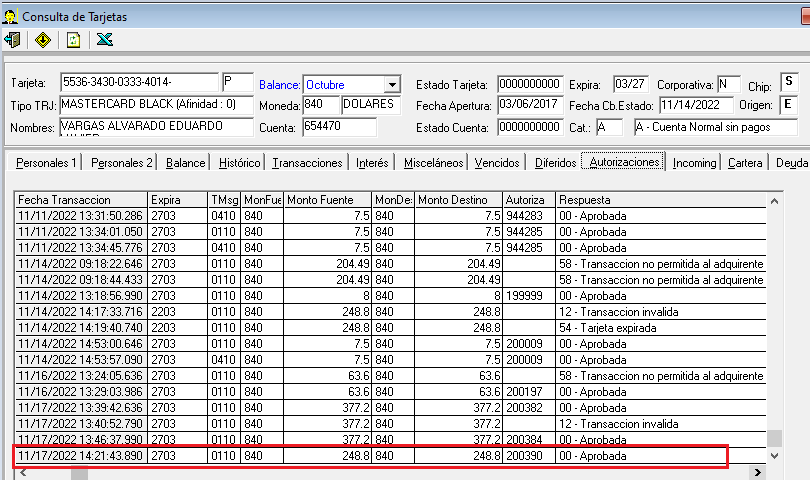 Consulta de Tarjetas
Tarjeta: 5536-3430-0333-4014- P Balance: Octubre Estado Tarjeta: 0000000000 Expira: 03/27 Corporativa: N Chip: S
Tipo TRJ: MASTERCARD BLACK (Afinidad : 0) Moneda: 840 DOLARES Fecha Apertura: 03/06/2017 Fecha Cb.Estado: 11/14/2022 Origen: E
Nombres: VARGAS ALVARADO EDUARDO Cuenta: 654470 Estado Cuenta: 0000000000 Cat.: A A - Cuenta Normal sin pagos
Personales 1 Personales 2 Balance Histórico Transacciones Interés Misceláneos Vencidos Diferidos Autorizaciones Incoming Cartera Deuda
Fecha Transaccion Expira TMsg MonFue Monto Fuente MonDes Monto Destino Autoriza Respuesta
11/11/2022 13:31:50.286 2703 0410 840 7.5 840 7.5 944283 00 - Aprobada
11/11/2022 13:34:01.050 2703 0110 840 7.5 840 7.5 944285 00 - Aprobada
11/11/2022 13:34:45.776 2703 0410 840 7.5 840 7.5 944285 00 - Aprobada
11/14/2022 09:18:22.646 2703 0110 840 204.49 840 204.49 58 - Transaccion no permitida al adquirente
11/14/2022 09:18:44.433 2703 0110 840 204.49 840 204.49 58 - Transaccion no permitida al adquirente
11/14/2022 13:18:56.990 2703 0110 840 8 840 8 199999 00 - Aprobada
11/14/2022 14:17:33.716 2203 0110 840 248.8 840 248.8 12 - Transaccion invalida
11/14/2022 14:19:40.740 2203 0110 840 248.8 840 248.8 54 - Tarjeta expirada
11/14/2022 14:53:00.646 2703 0110 840 7.5 840 7.5 200009 00 - Aprobada
11/14/2022 14:53:57.090 2703 0410 840 7.5 840 7.5 200009 00 - Aprobada
11/16/2022 13:24:05.636 2703 0110 840 63.6 840 63.6 58 - Transaccion no permitida al adquirente
11/16/2022 13:29:03.986 2703 0110 840 63.6 840 63.6 200197 00 - Aprobada
11/17/2022 13:39:42.636 2703 0110 840 377.2 840 377.2 200382 00 - Aprobada
11/17/2022 13:40:52.790 2703 0110 840 377.2 840 377.2 12 - Transaccion invalida
11/17/2022 13:46:37.990 2703 0110 840 377.2 840 377.2 200384 00 - Aprobada
11/17/2022 14:21:43.890 2703 0110 840 248.8 840 248.8 200390 00 - Aprobada